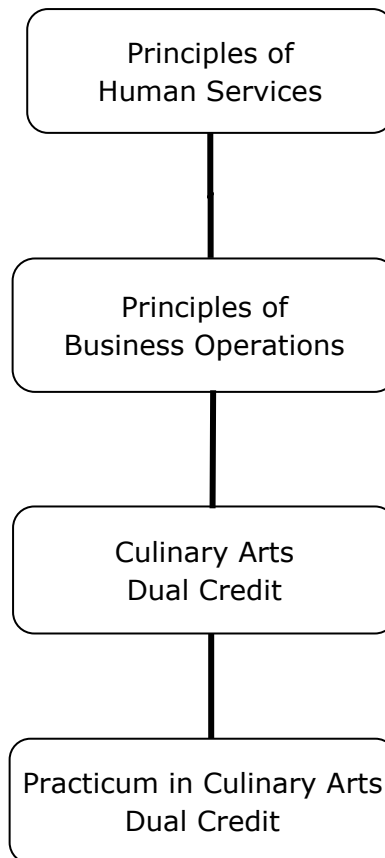 Principles of
Human Services
Principles of
Business Operations
Culinary Arts
Dual Credit
Practicum in Culinary Arts
Dual Credit